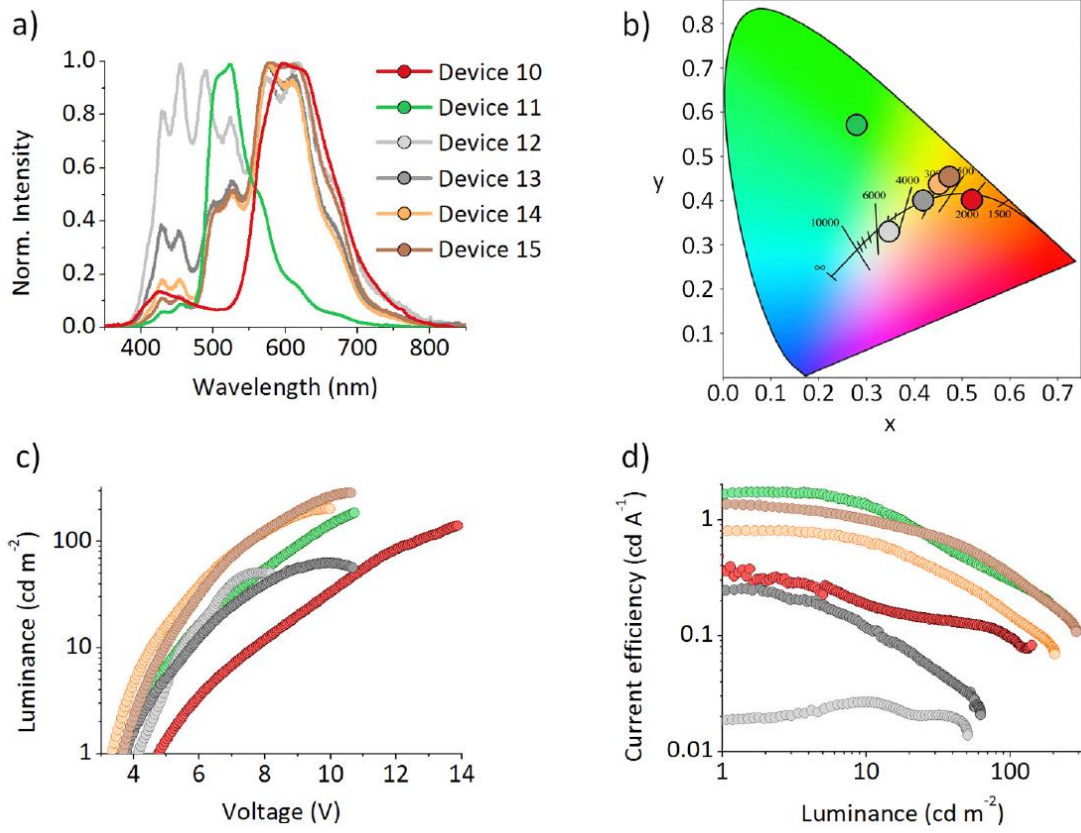 a)
Norm. Intensity
1.0
0.8
0.6
0.4
0.2
0.0
400 500 600 700 800
Wavelength (nm)
Device 10
Device 11
Device 12
Device 13
Device 14
Device 15
b)
y
0.8
0.7
0.6
0.5
0.4
0.3
0.2
0.1
0.0 0.1 0.2 0.3 0.4 0.5 0.6 0.7
x
∞
10000
6000
4000
2000
1500
c)
Luminance (cd m-2)
100
10
1
4 6 8 10 12 14
Voltage (V)
d)
Current efficiency (cd A-1)
1
0.1
0.01
1 10 100
Luminance (cd m-2)